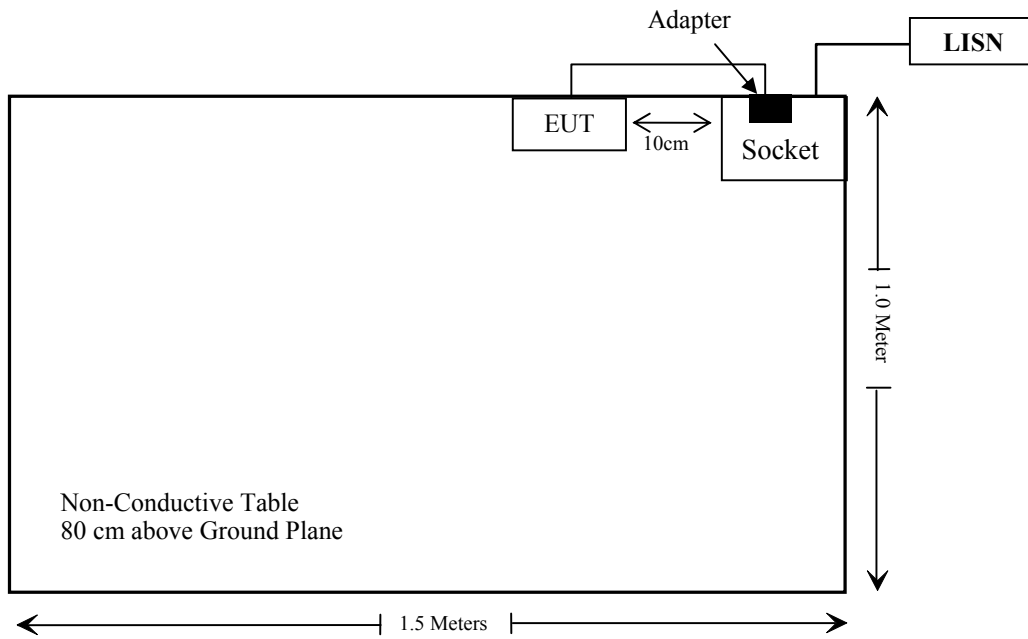 Adapter
LISN
EUT
10cm
Socket
1.0 Meter
Non-Conductive Table
80 cm above Ground Plane
1.5 Meters